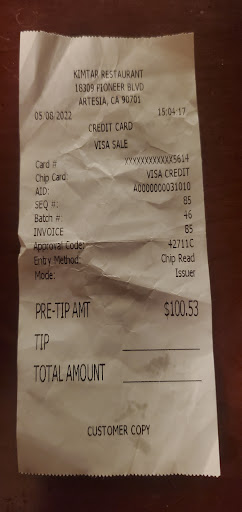 KIMTAR RESTAURANT
18309 PIONEER BLVD
ARTESIA, CA 90701
05/08/2022 15:04:17
CREDIT CARD
VISA SALE
Card # XXXXXXXXXXXX5614
Chip Card: VISA CREDIT
AID: A0000000031010
SEQ #: 85
Batch #: 46
INVOICE 85
Approval Code: 42711C
Entry Method: Chip Read
Mode: Issuer
PRE-TIP AMT $100.53
TIP
TOTAL AMOUNT
CUSTOMER COPY